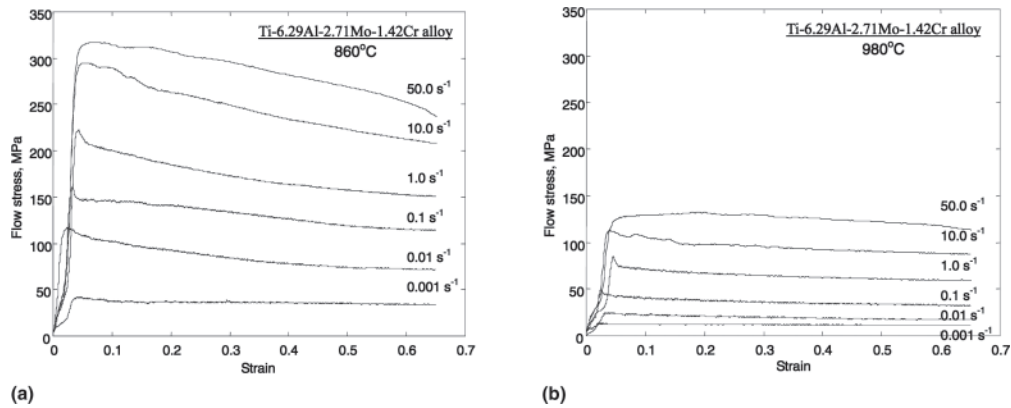 350
300
250
200
150
100
50
0
Flow stress, MPa
Ti-6.29Al-2.71Mo-1.42Cr alloy
860°C
50.0 s⁻¹
10.0 s⁻¹
1.0 s⁻¹
0.1 s⁻¹
0.01 s⁻¹
0.001 s⁻¹
0 0.1 0.2 0.3 0.4 0.5 0.6 0.7
Strain
(a)
350
300
250
200
150
100
50
0
Flow stress, MPa
Ti-6.29Al-2.71Mo-1.42Cr alloy
980°C
50.0 s⁻¹
10.0 s⁻¹
1.0 s⁻¹
0.1 s⁻¹
0.01 s⁻¹
0.001 s⁻¹
0 0.1 0.2 0.3 0.4 0.5 0.6 0.7
Strain
(b)